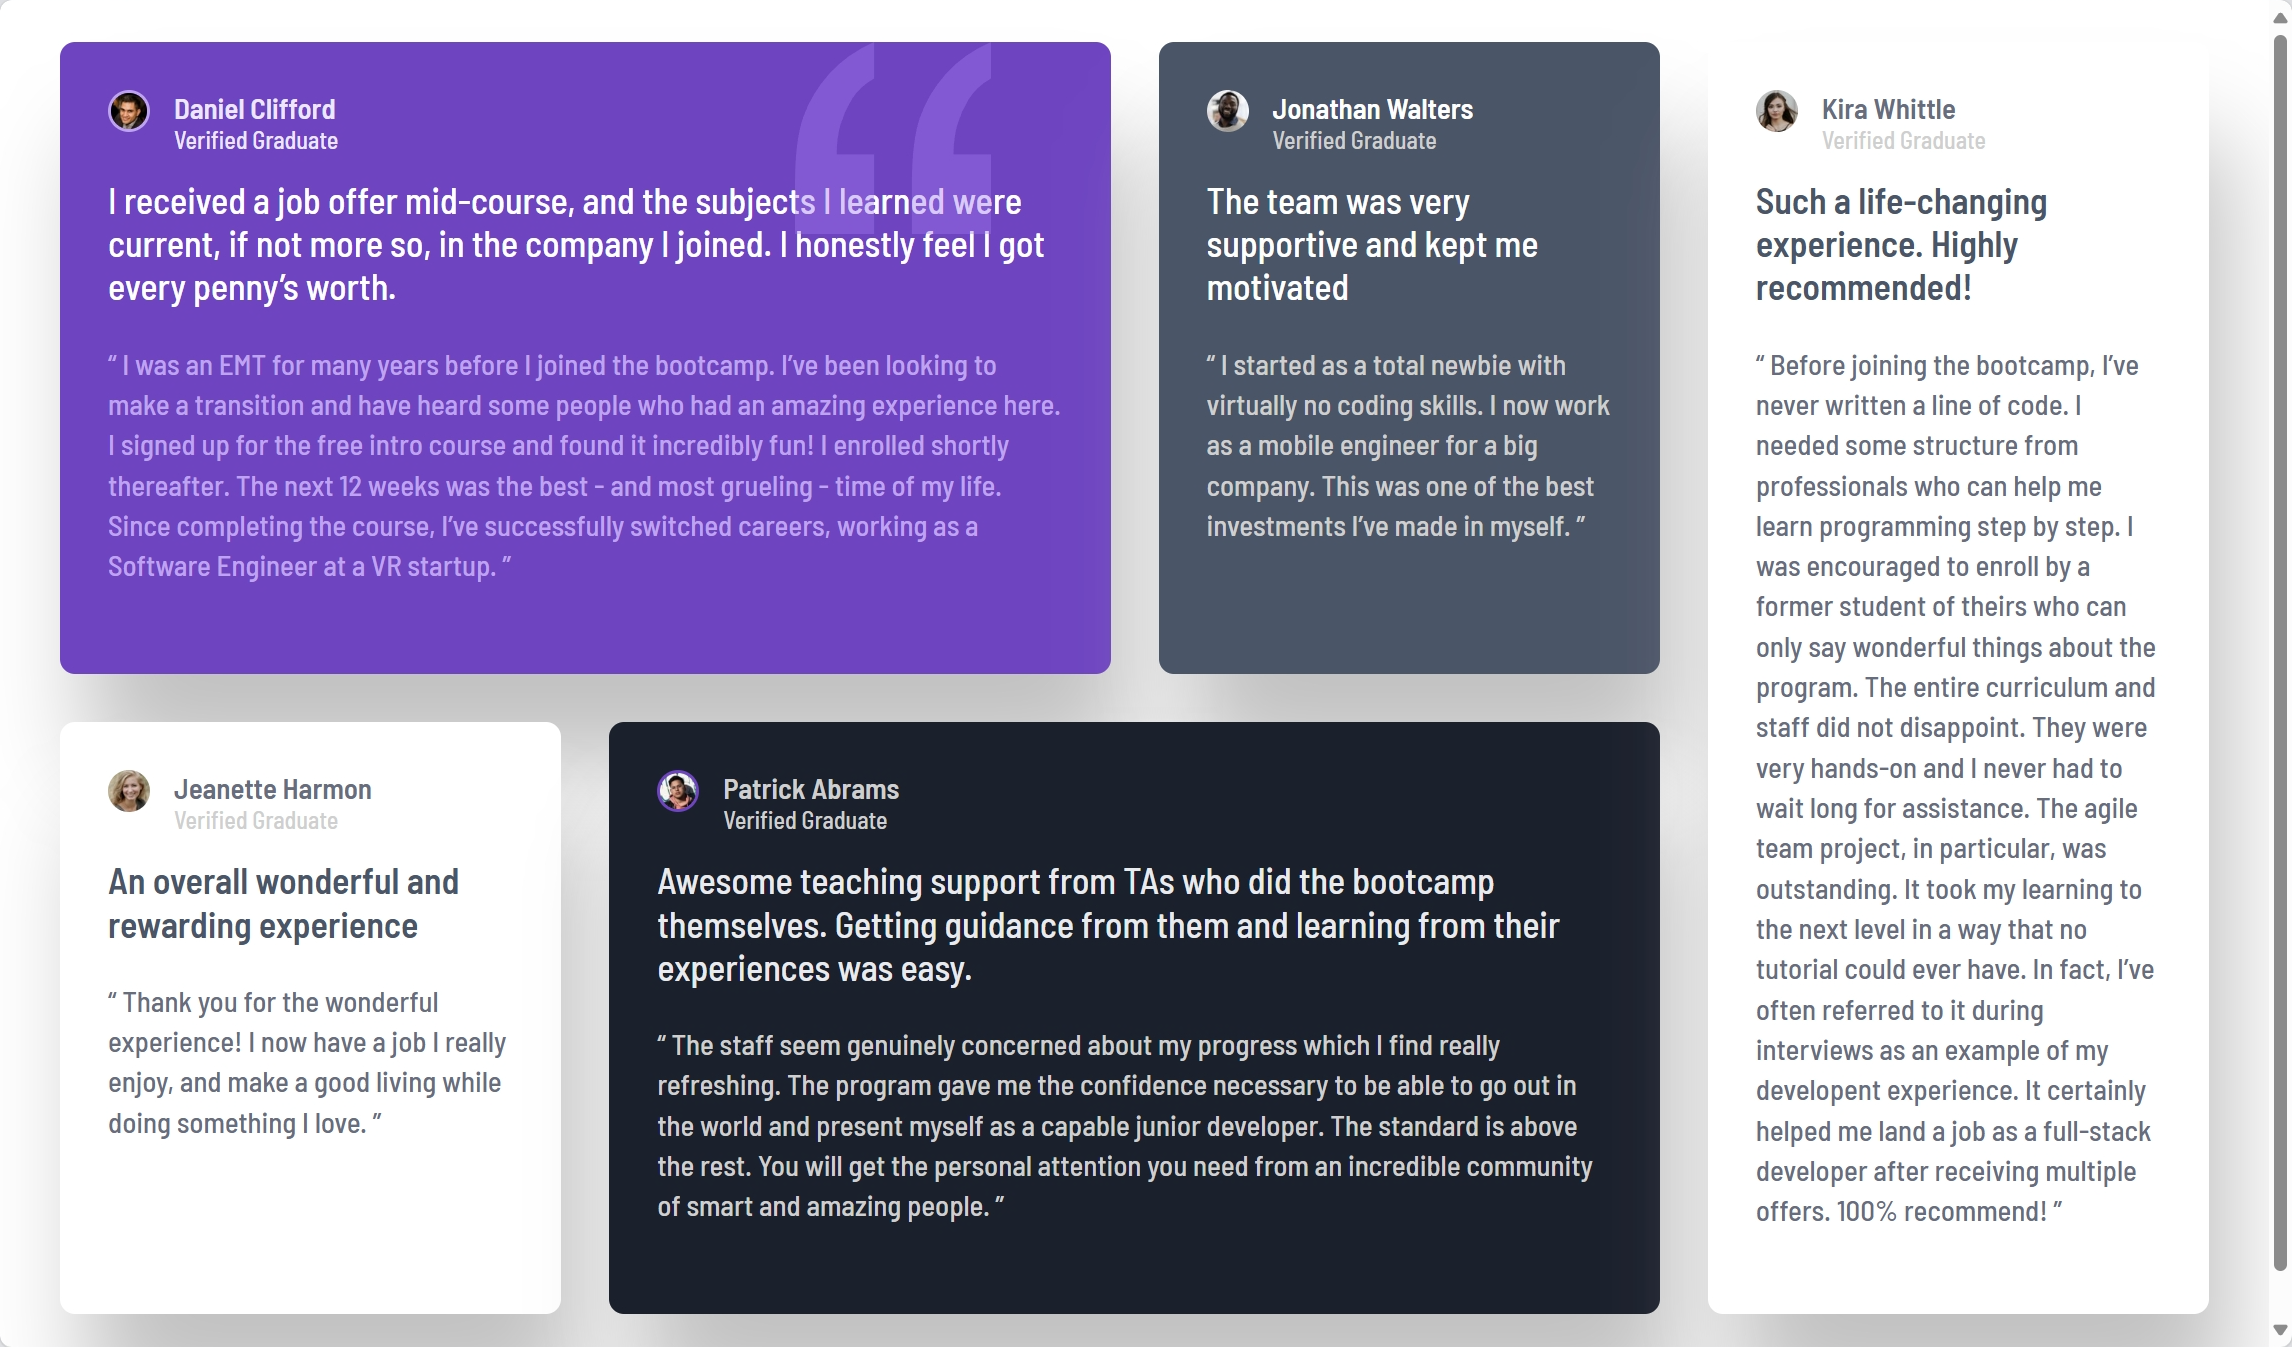 Daniel Clifford
Verified Graduate
I received a job offer mid-course, and the subjects I learned were
current, if not more so, in the company I joined. I honestly feel I got
every penny’s worth.
“ I was an EMT for many years before I joined the bootcamp. I’ve been looking to
make a transition and have heard some people who had an amazing experience here.
I signed up for the free intro course and found it incredibly fun! I enrolled shortly
thereafter. The next 12 weeks was the best - and most grueling - time of my life.
Since completing the course, I’ve successfully switched careers, working as a
Software Engineer at a VR startup. ”
Jonathan Walters
Verified Graduate
The team was very
supportive and kept me
motivated
“ I started as a total newbie with
virtually no coding skills. I now work
as a mobile engineer for a big
company. This was one of the best
investments I’ve made in myself. ”
Kira Whittle
Verified Graduate
Such a life-changing
experience. Highly
recommended!
“ Before joining the bootcamp, I’ve
never written a line of code. I
needed some structure from
professionals who can help me
learn programming step by step. I
was encouraged to enroll by a
former student of theirs who can
only say wonderful things about the
program. The entire curriculum and
staff did not disappoint. They were
very hands-on and I never had to
wait long for assistance. The agile
team project, in particular, was
outstanding. It took my learning to
the next level in a way that no
tutorial could ever have. In fact, I’ve
often referred to it during
interviews as an example of my
developent experience. It certainly
helped me land a job as a full-stack
developer after receiving multiple
offers. 100% recommend! ”
Jeanette Harmon
Verified Graduate
An overall wonderful and
rewarding experience
“ Thank you for the wonderful
experience! I now have a job I really
enjoy, and make a good living while
doing something I love. ”
Patrick Abrams
Verified Graduate
Awesome teaching support from TAs who did the bootcamp
themselves. Getting guidance from them and learning from their
experiences was easy.
“ The staff seem genuinely concerned about my progress which I find really
refreshing. The program gave me the confidence necessary to be able to go out in
the world and present myself as a capable junior developer. The standard is above
the rest. You will get the personal attention you need from an incredible community
of smart and amazing people. ”